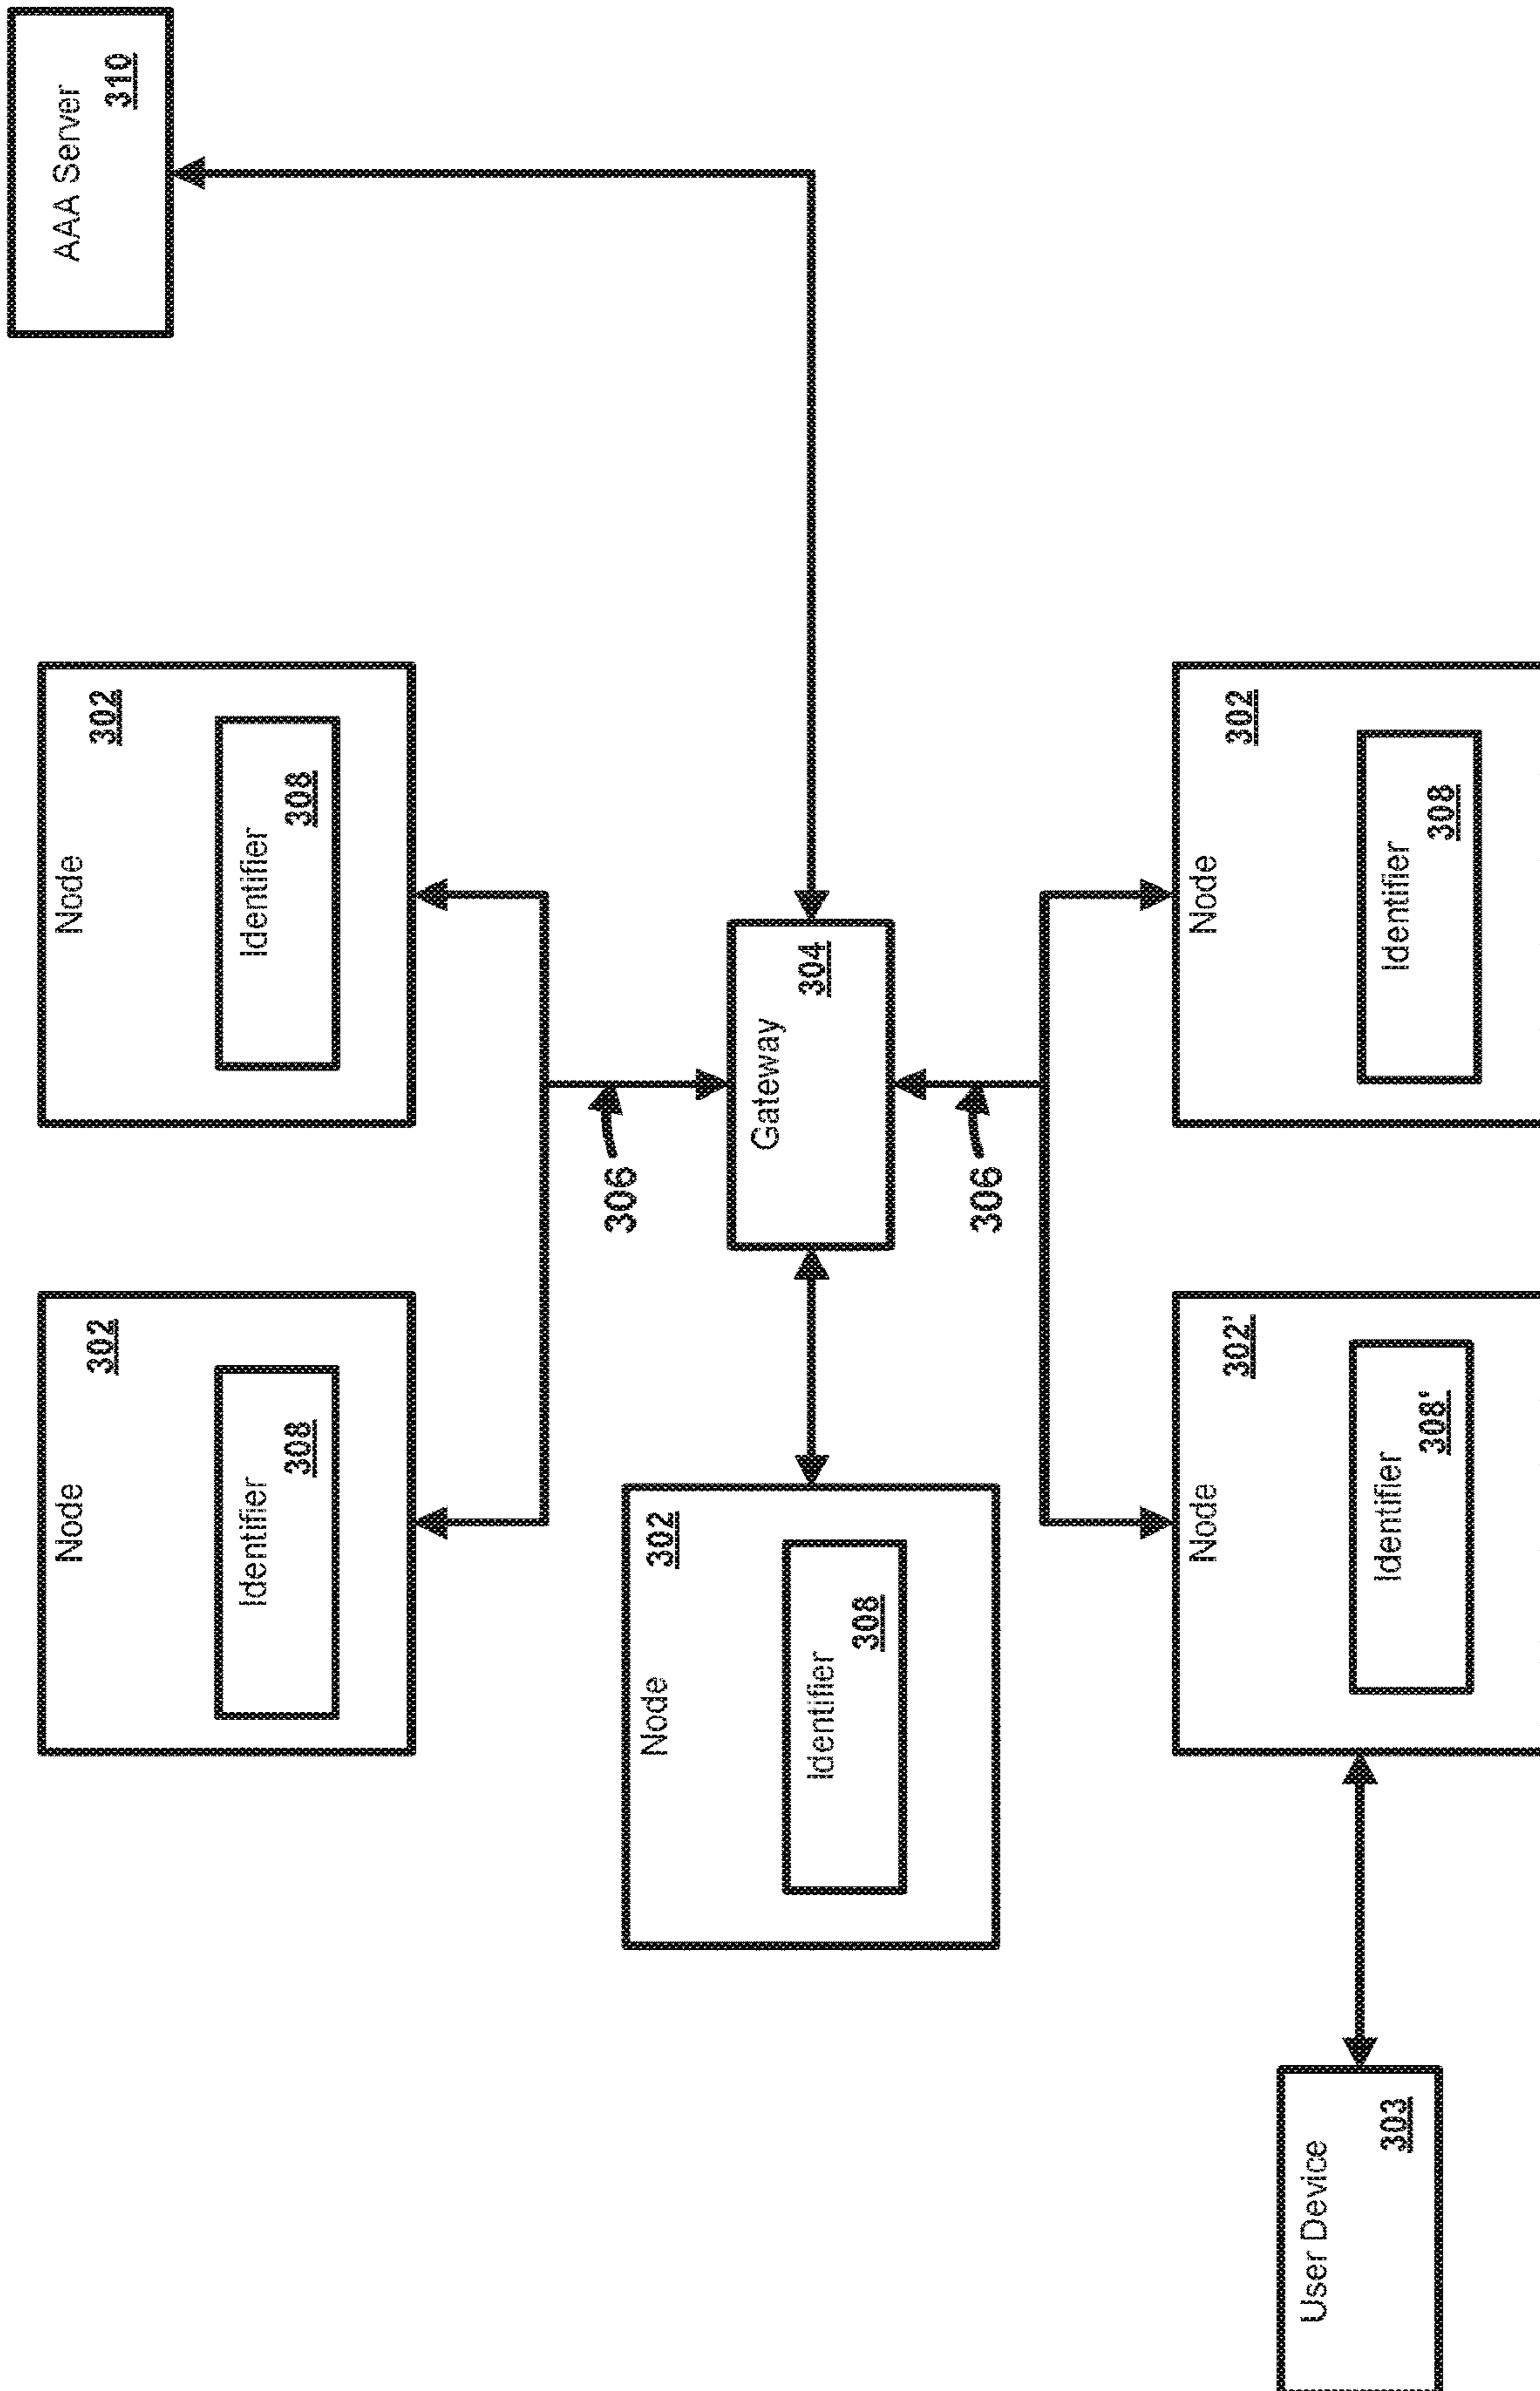 Node
302
Identifier
308
Node
302
Identifier
308
AAA Server
310
306
Node
302
Identifier
308
Gateway
304
306
Node
302'
Identifier
308'
Node
302
Identifier
308
User Device
303